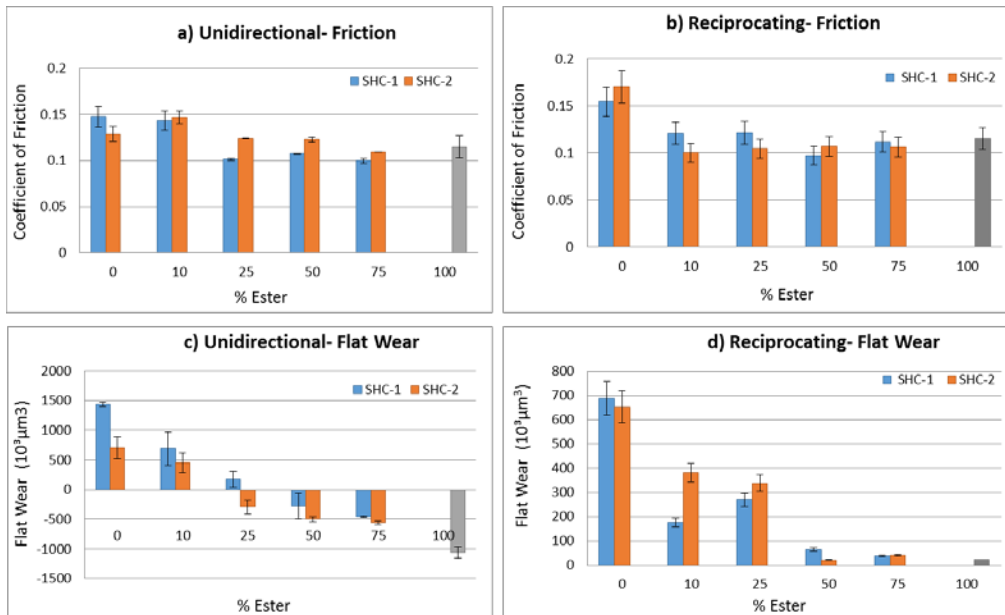 a) Unidirectional- Friction
0.2
SHC-1 SHC-2
0.15
0.1
0.05
0
Coefficient of Friction
0 10 25 50 75 100
% Ester
b) Reciprocating- Friction
0.2
SHC-1 SHC-2
0.15
0.1
0.05
0
Coefficient of Friction
0 10 25 50 75 100
% Ester
c) Unidirectional- Flat Wear
2000
SHC-1 SHC-2
1500
1000
500
0
-500
-1000
-1500
Flat Wear (10³µm3)
0 10 25 50 75 100
% Ester
d) Reciprocating- Flat Wear
800
SHC-1 SHC-2
700
600
500
400
300
200
100
0
Flat Wear (10³µm³)
0 10 25 50 75 100
% Ester